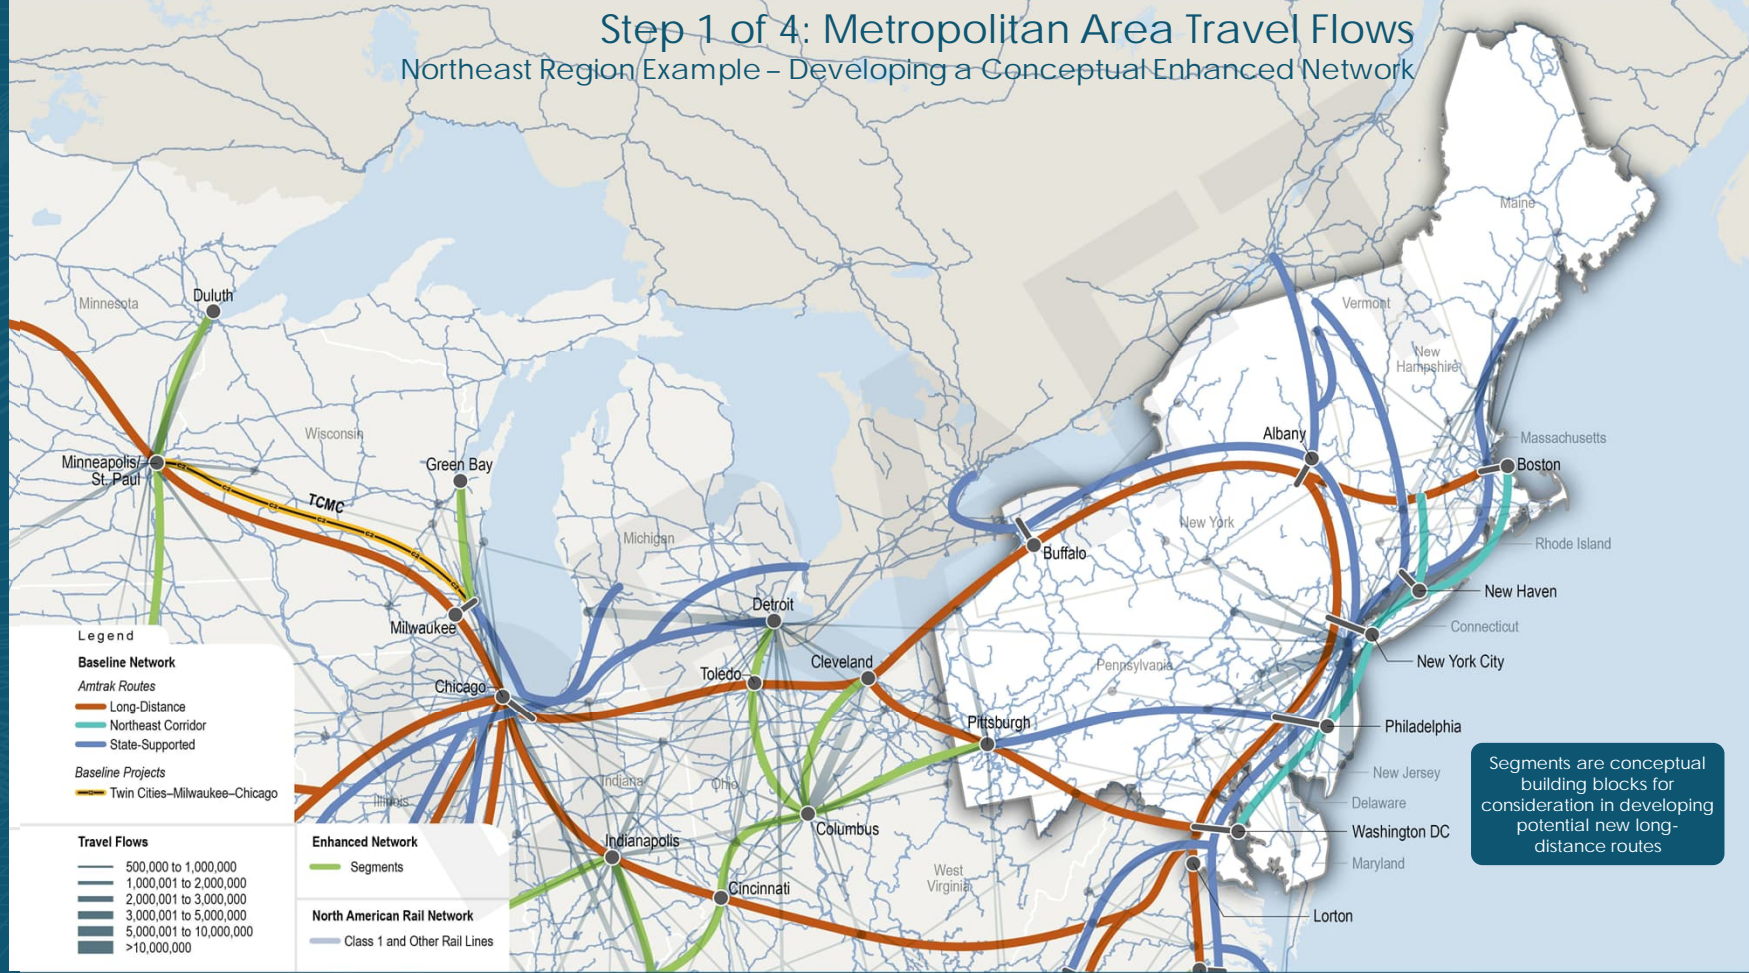 Step 1 of 4: Metropolitan Area Travel Flows
Northeast Region Example – Developing a Conceptual Enhanced Network
DRAFT
Maine
Minnesota
Duluth
Vermont
New
Hampshire
Wisconsin
Albany
Massachusetts
Minneapolis/
St. Paul
Green Bay
Boston
TCMC
New York
Michigan
Buffalo
Rhode Island
New Haven
Detroit
Milwaukee
Connecticut
Cleveland
New York City
Toledo
Pennsylvania
Chicago
Pittsburgh
Philadelphia
Indiana
Ohio
New Jersey
Illinois
Delaware
Columbus
Washington DC
Indianapolis
Maryland
West
Virginia
Cincinnati
Lorton
Segments are conceptual
building blocks for
consideration in developing
potential new long-
distance routes
Legend
Baseline Network
Amtrak Routes
Long-Distance
Northeast Corridor
State-Supported
Baseline Projects
Twin Cities–Milwaukee–Chicago
Travel Flows
500,000 to 1,000,000
1,000,001 to 2,000,000
2,000,001 to 3,000,000
3,000,001 to 5,000,000
5,000,001 to 10,000,000
>10,000,000
Enhanced Network
Segments
North American Rail Network
Class 1 and Other Rail Lines